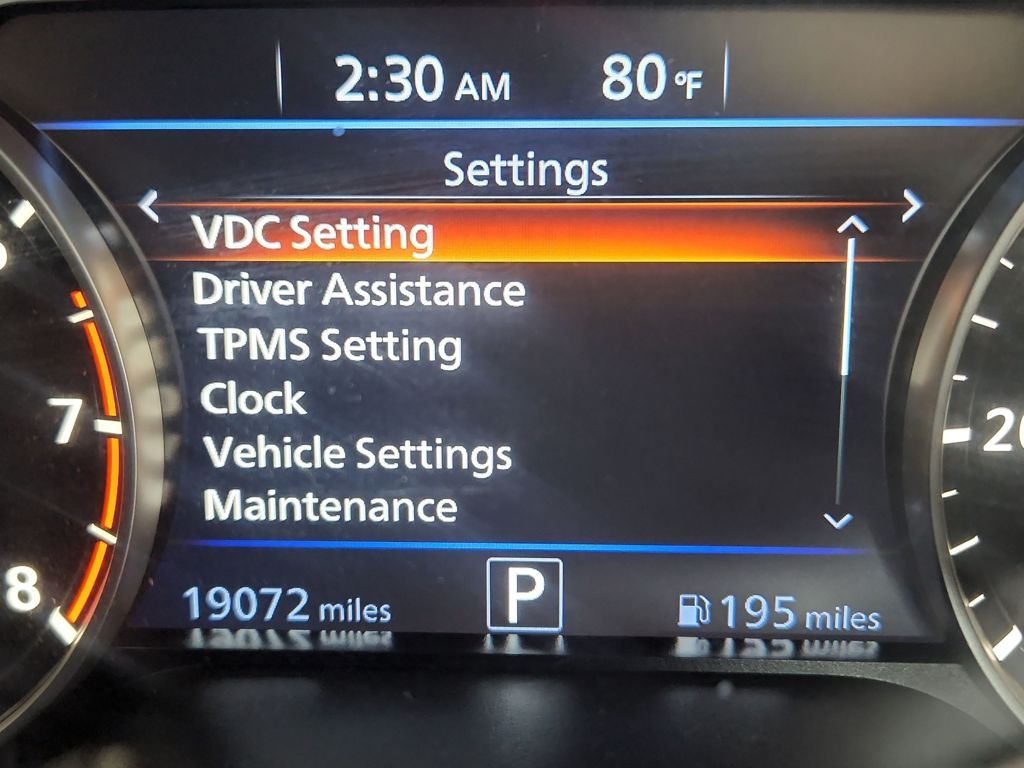 2:30 AM 80 °F
Settings
VDC Setting
Driver Assistance
TPMS Setting
Clock
Vehicle Settings
Maintenance
19072 miles P 195 miles
7
8